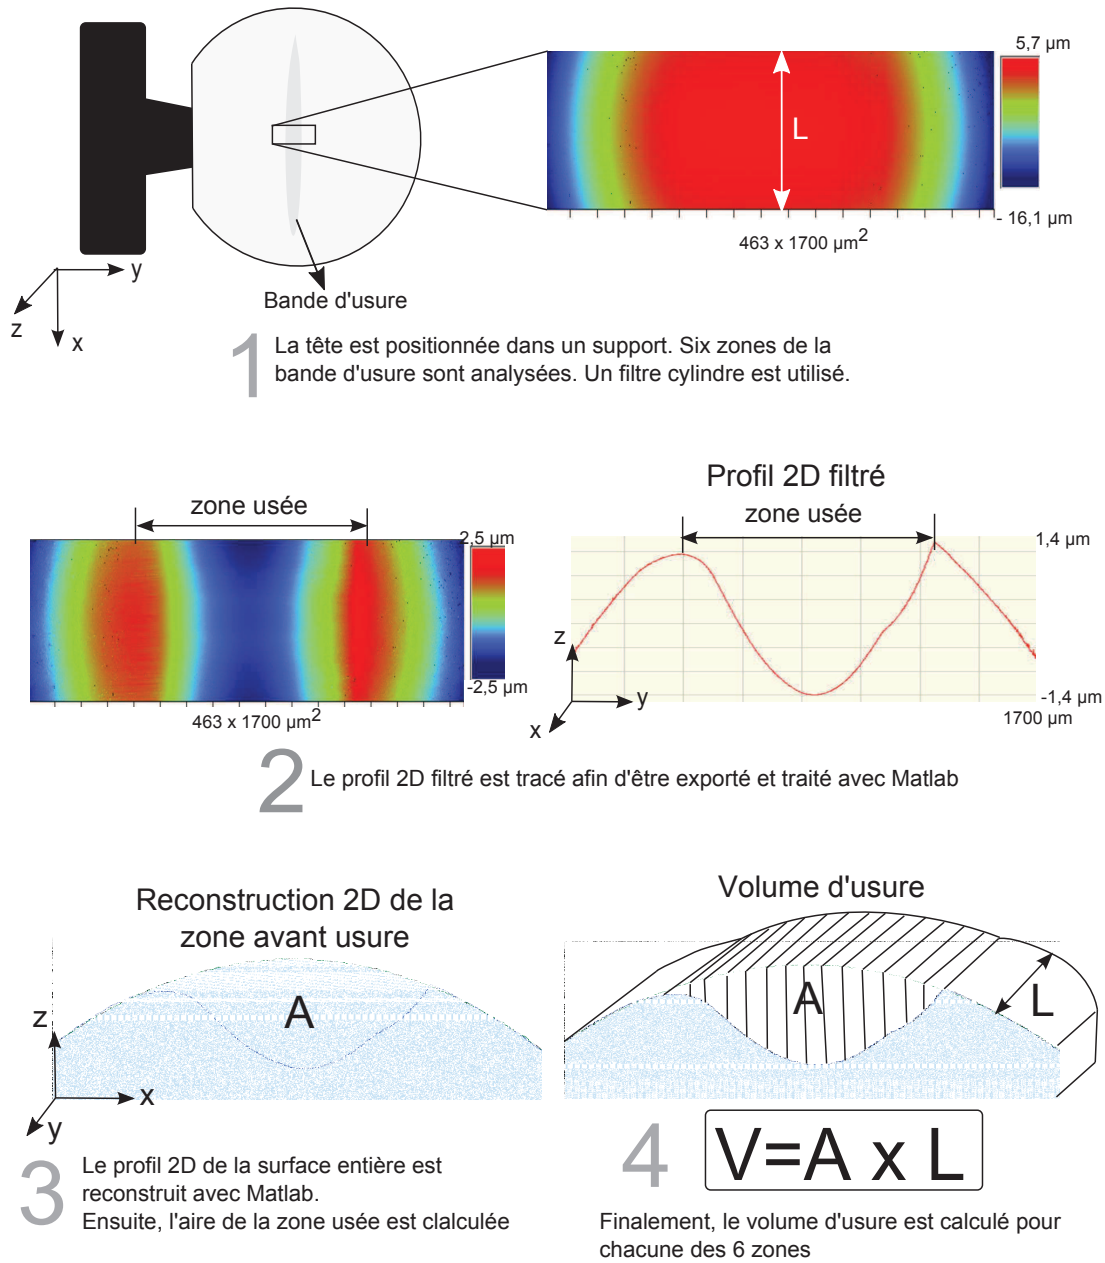 5,7 µm
L
- 16,1 µm
463 x 1700 µm²
y
z
x
Bande d'usure
1
La tête est positionnée dans un support. Six zones de la
bande d'usure sont analysées. Un filtre cylindre est utilisé.
zone usée
2,5 µm
-2,5 µm
463 x 1700 µm²
Profil 2D filtré
zone usée
1,4 µm
z
y
x
-1,4 µm
1700 µm
2
Le profil 2D filtré est tracé afin d'être exporté et traité avec Matlab
Reconstruction 2D de la
zone avant usure
A
z
x
y
3
Le profil 2D de la surface entière est
reconstruit avec Matlab.
Ensuite, l'aire de la zone usée est clalculée
Volume d'usure
A
L
4
V=A x L
Finalement, le volume d'usure est calculé pour
chacune des 6 zones